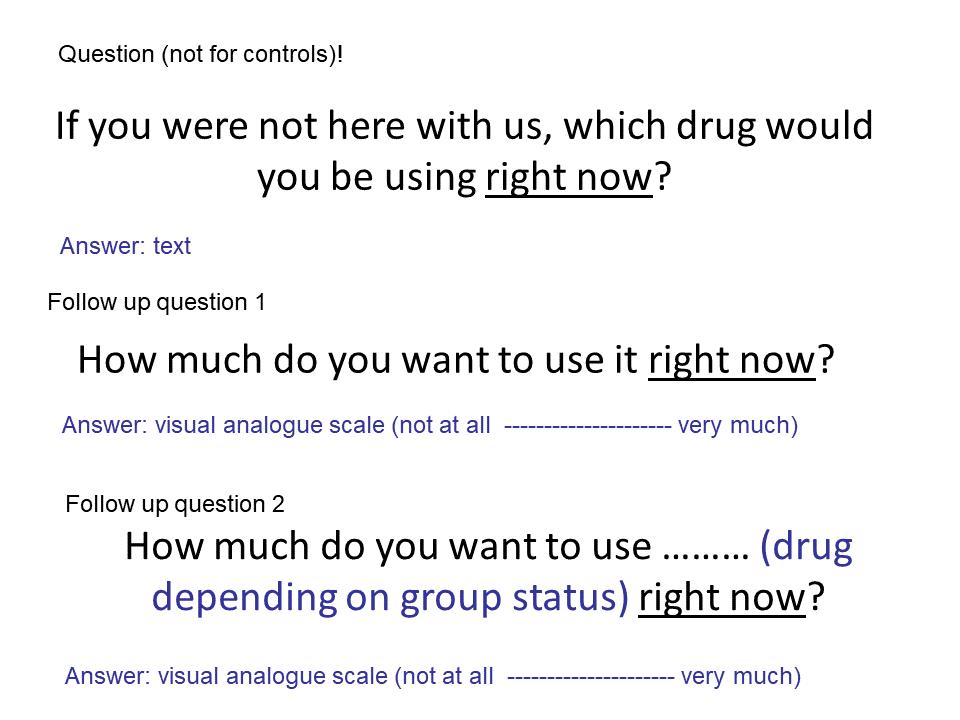 Question (not for controls)!
If you were not here with us, which drug would
you be using right now?
Answer: text
Follow up question 1
How much do you want to use it right now?
Answer: visual analogue scale (not at all  --------------------- very much)
Follow up question 2
How much do you want to use ……… (drug
depending on group status) right now?
Answer: visual analogue scale (not at all  --------------------- very much)